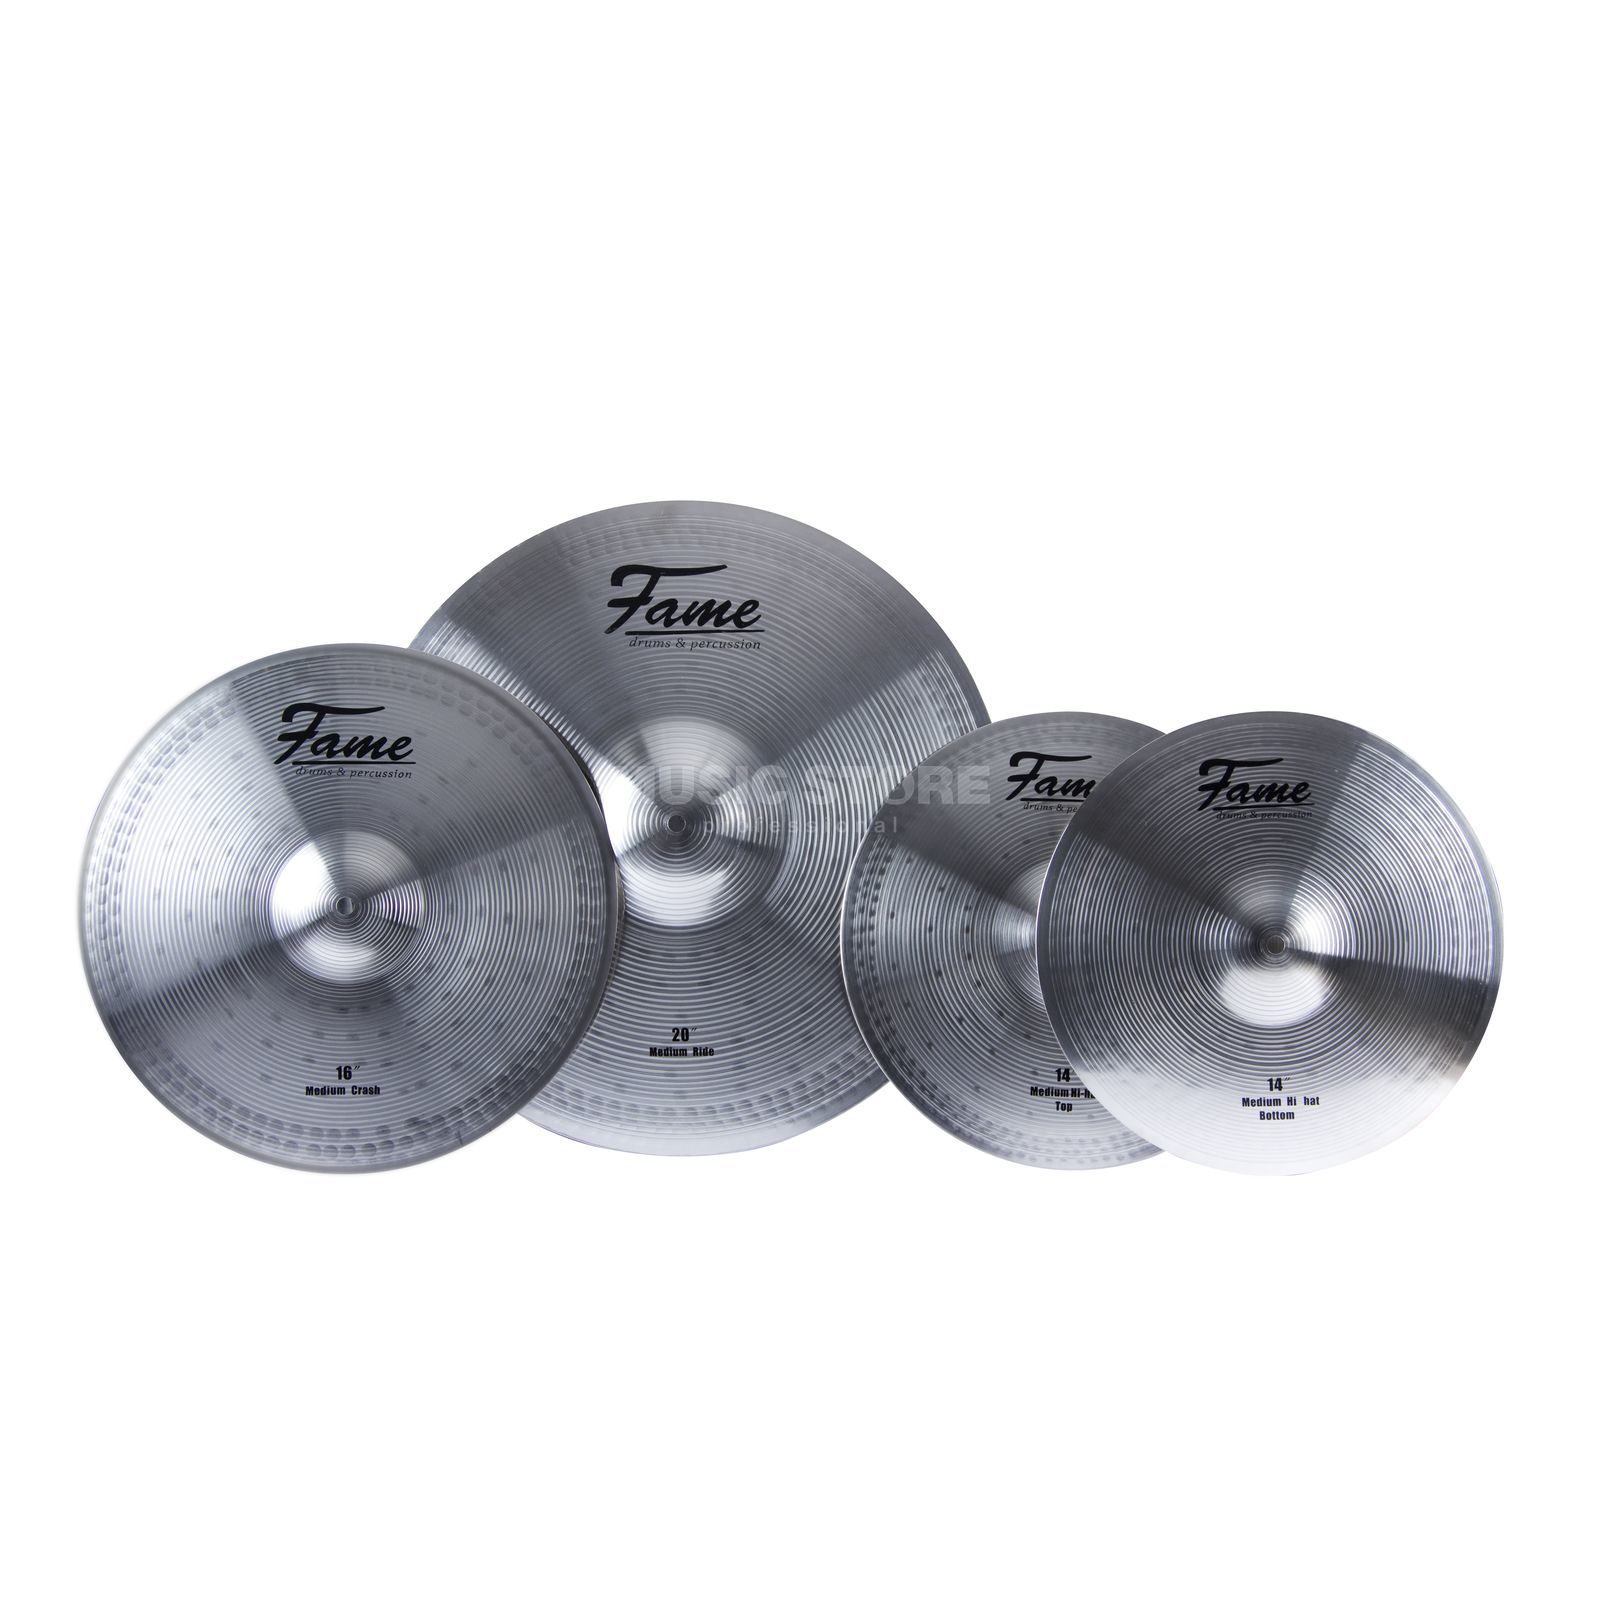 Fame
drums & percussion
16"
Medium Crash
Fame
drums & percussion
20"
Medium Ride
Fam
drums & pe
14
Medium Hi-h
Top
Fame
drums & percussion
14"
Medium Hi hat
Bottom
MUSIC STORE
professional